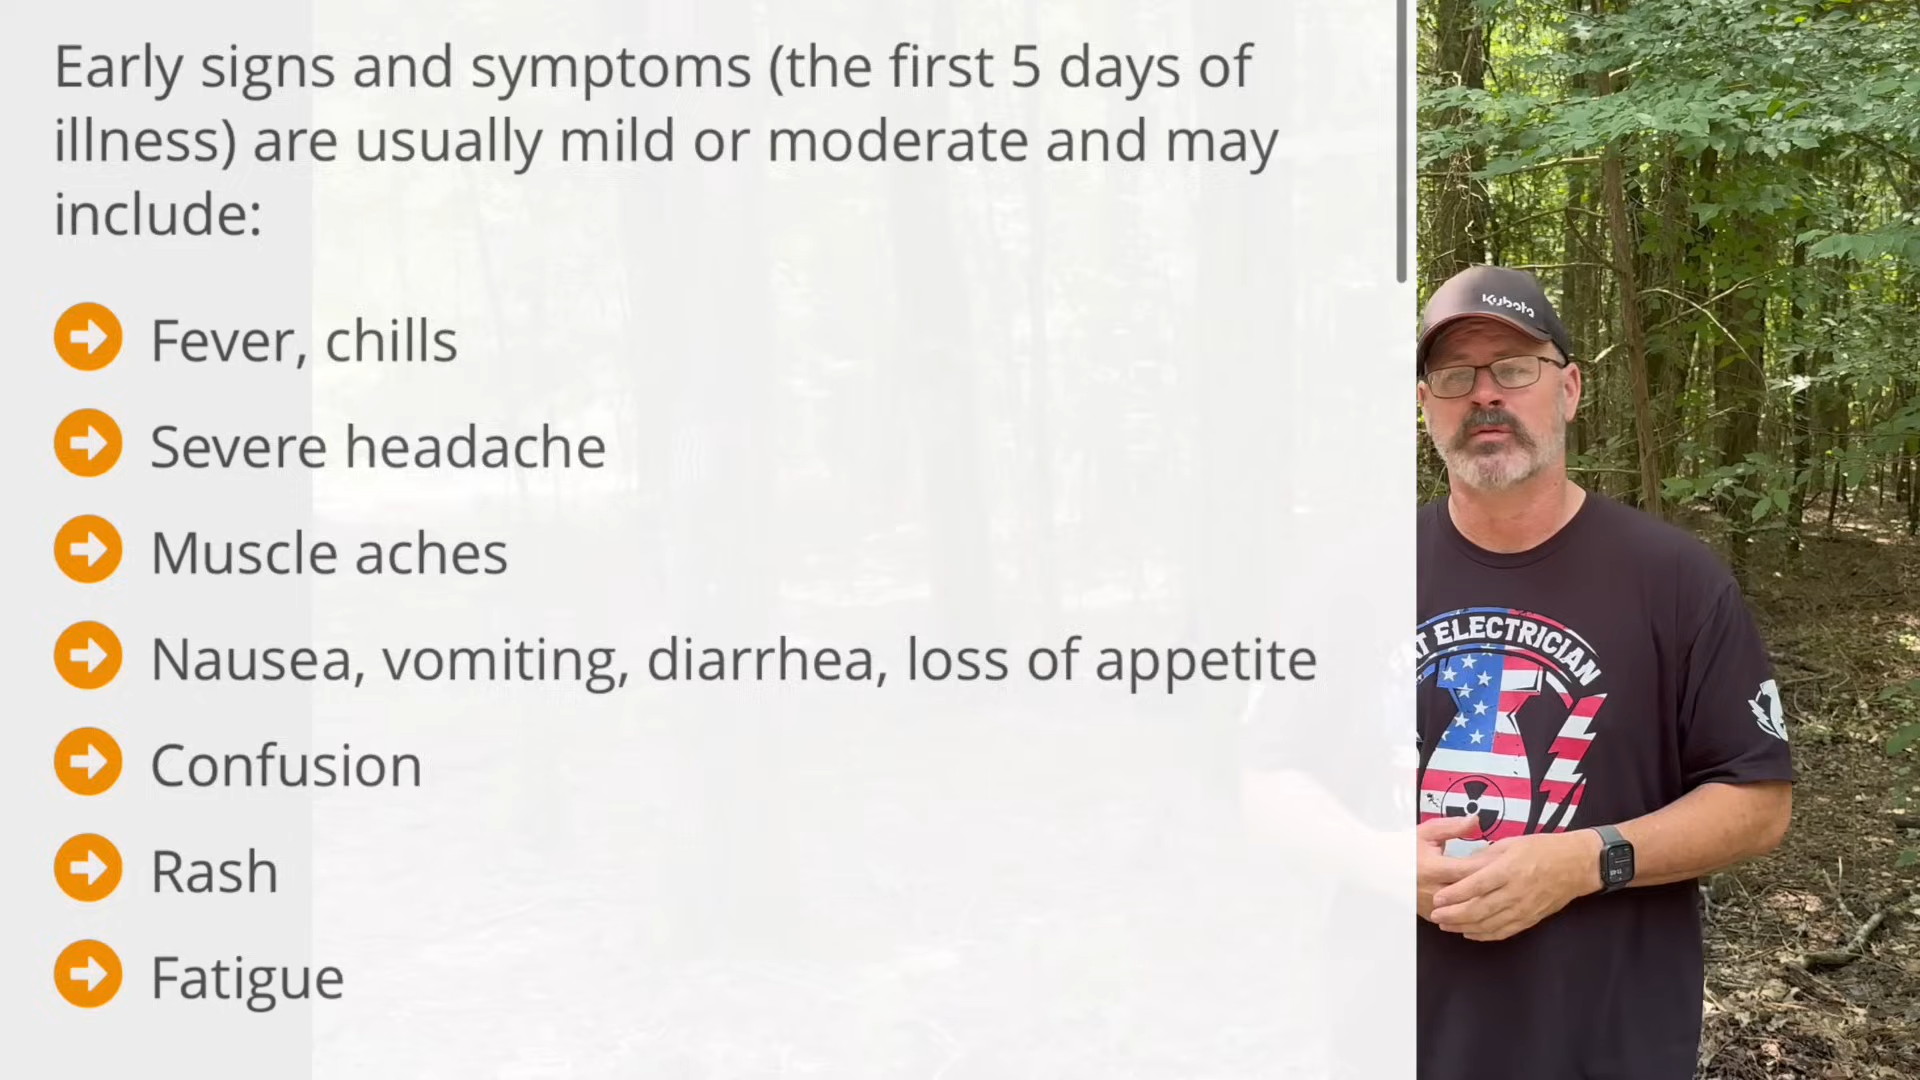 Early signs and symptoms (the first 5 days of
illness) are usually mild or moderate and may
include:
Fever, chills
Severe headache
Muscle aches
Nausea, vomiting, diarrhea, loss of appetite
Confusion
Rash
Fatigue
Kubota
AT ELECTRICIAN